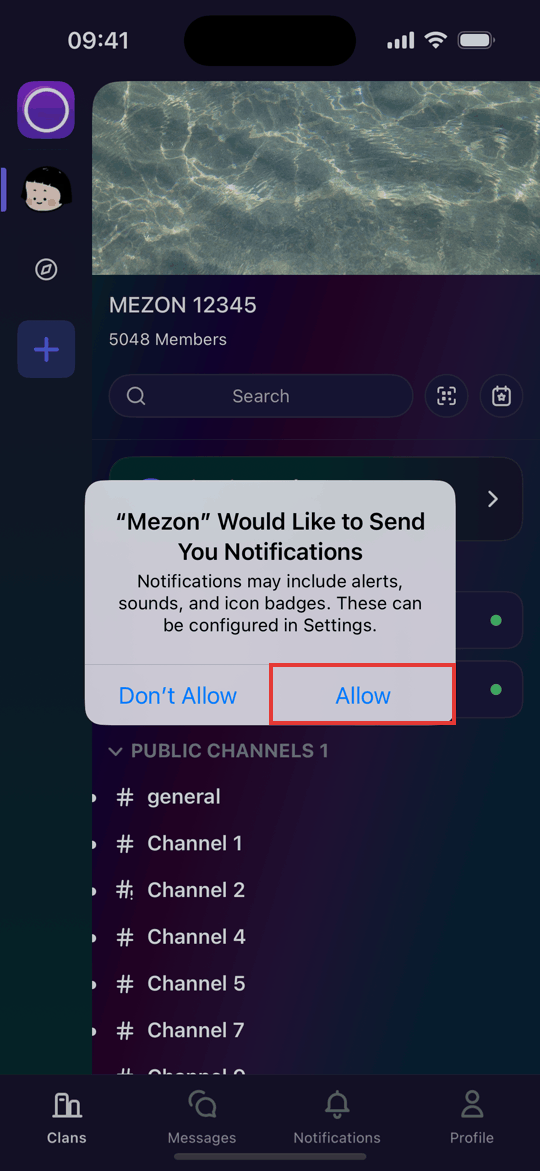 09:41
MEZON 12345
5048 Members
Search
“Mezon” Would Like to Send
You Notifications
Notifications may include alerts,
sounds, and icon badges. These can
be configured in Settings.
Don’t Allow
Allow
PUBLIC CHANNELS 1
# general
# Channel 1
# Channel 2
# Channel 4
# Channel 5
# Channel 7
Clans
Messages
Notifications
Profile